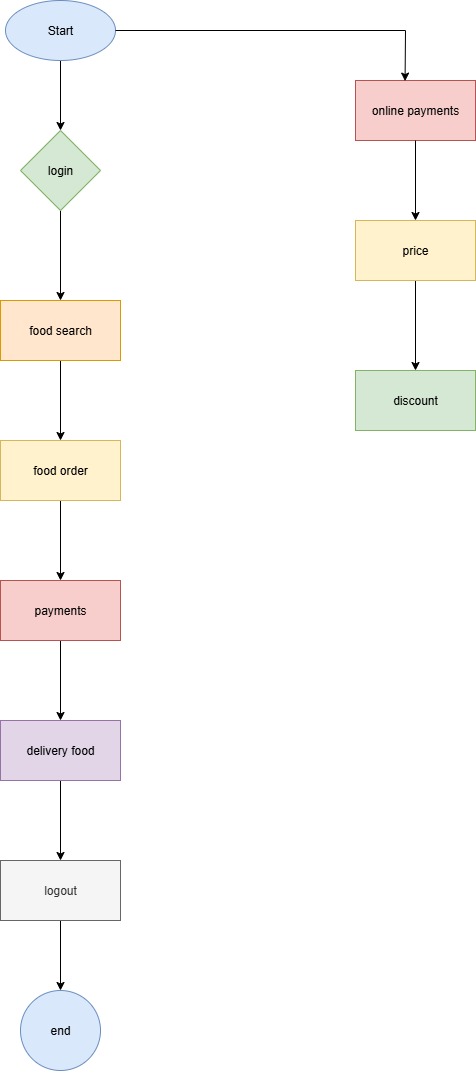 Start
online payments
login
price
food search
discount
food order
payments
delivery food
logout
end